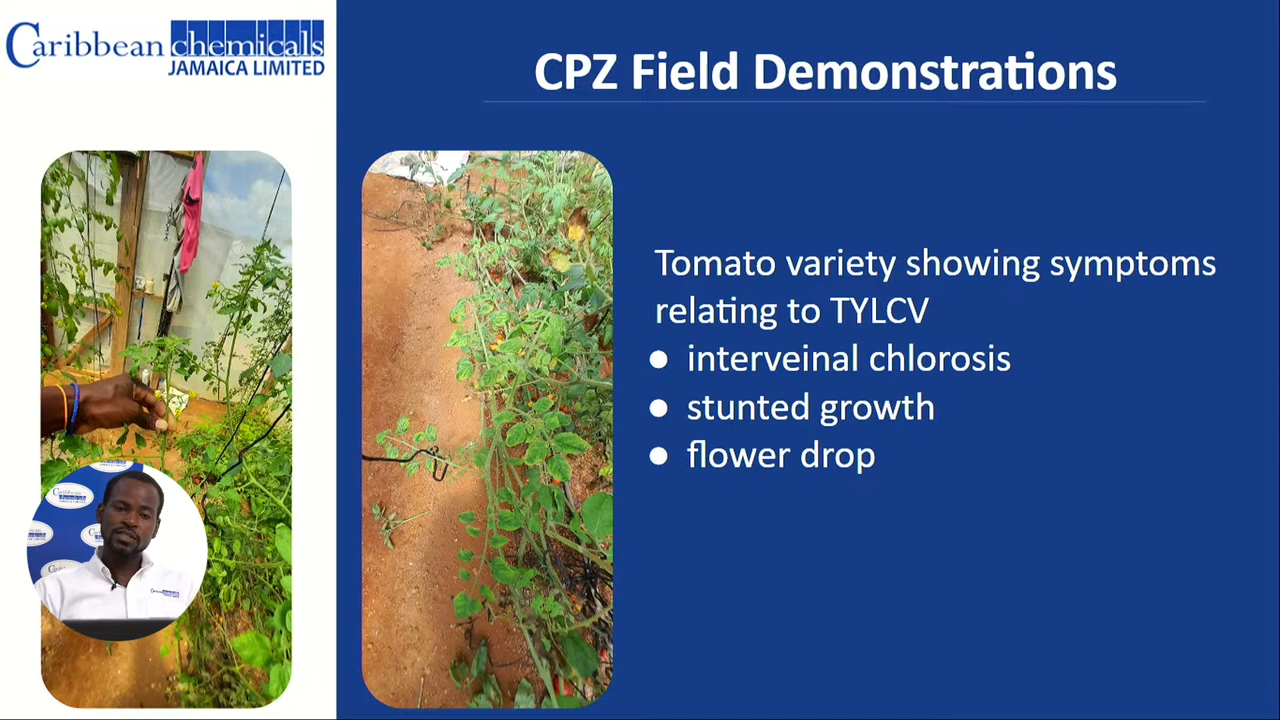 Caribbean chemicals
JAMAICA LIMITED
CPZ Field Demonstrations
Tomato variety showing symptoms
relating to TYLCV
● interveinal chlorosis
● stunted growth
● flower drop